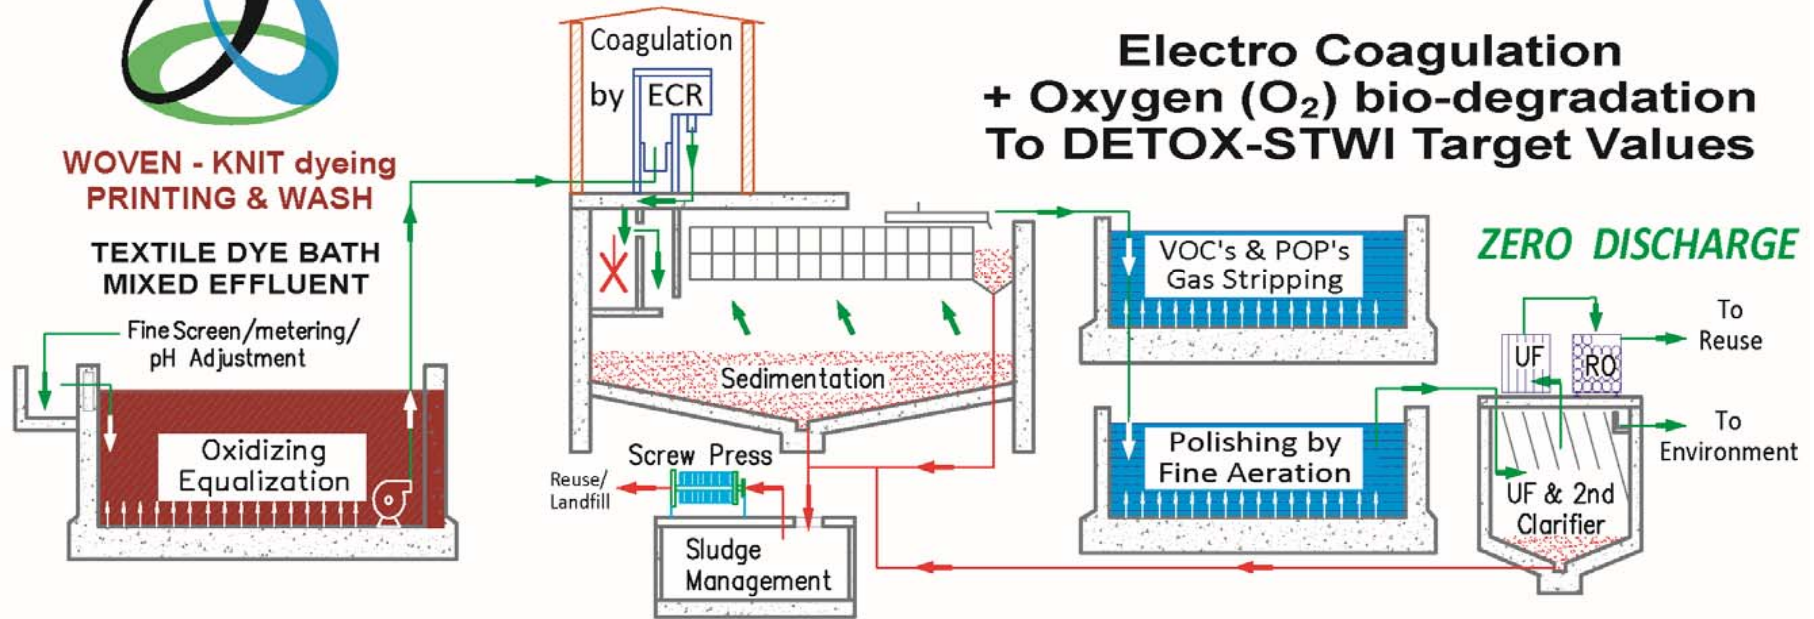 WOVEN - KNIT dyeing
PRINTING & WASH
TEXTILE DYE BATH
MIXED EFFLUENT
Fine Screen/metering/
pH Adjustment
Oxidizing
Equalization
Coagulation
by ECR
Sedimentation
Screw Press
Reuse/
Landfill
Sludge
Management
Electro Coagulation
+ Oxygen (O₂) bio-degradation
To DETOX-STWI Target Values
VOC's & POP's
Gas Stripping
Polishing by
Fine Aeration
ZERO DISCHARGE
UF
RO
To
Reuse
To
Environment
UF & 2nd
Clarifier